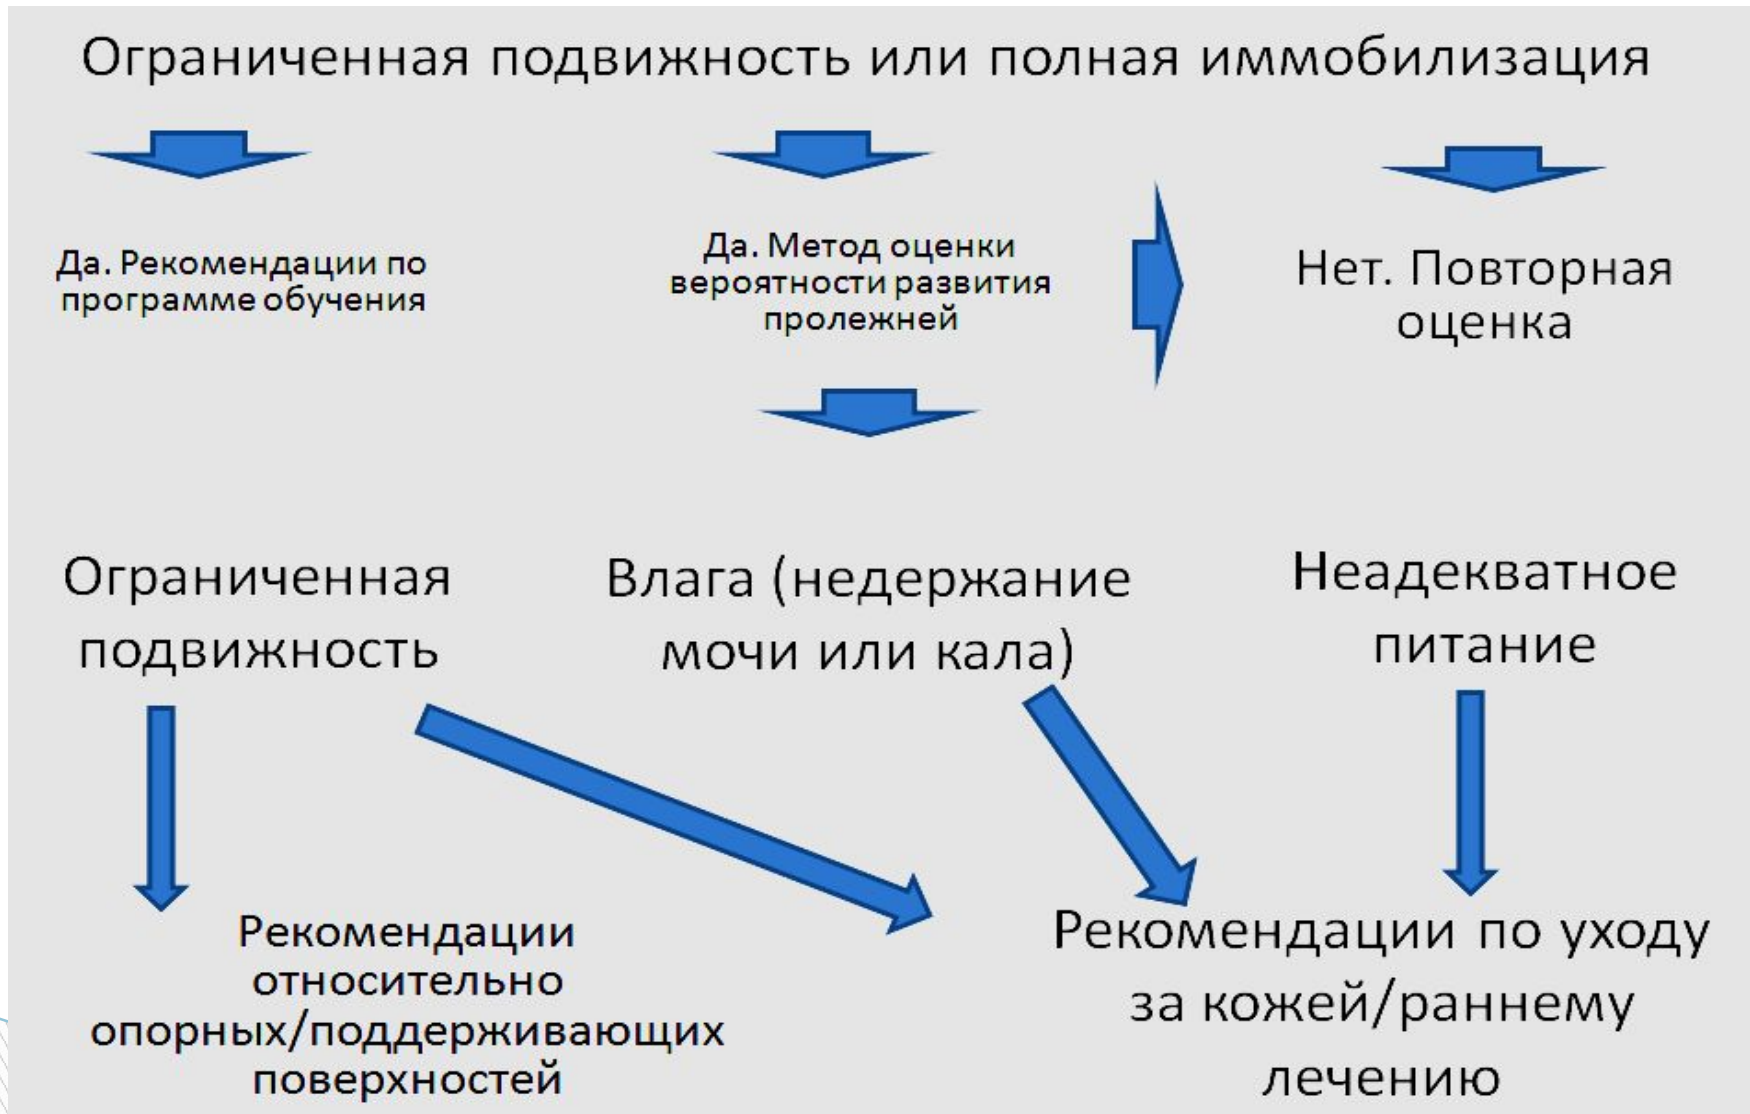 Ограниченная подвижность или полная иммобилизация
Да. Рекомендации по
программе обучения
Да. Метод оценки
вероятности развития
пролежней
Нет. Повторная
оценка
Ограниченная
подвижность
Влага (недержание
мочи или кала)
Неадекватное
питание
Рекомендации
относительно
опорных/поддерживающих
поверхностей
Рекомендации по уходу
за кожей/раннему
лечению